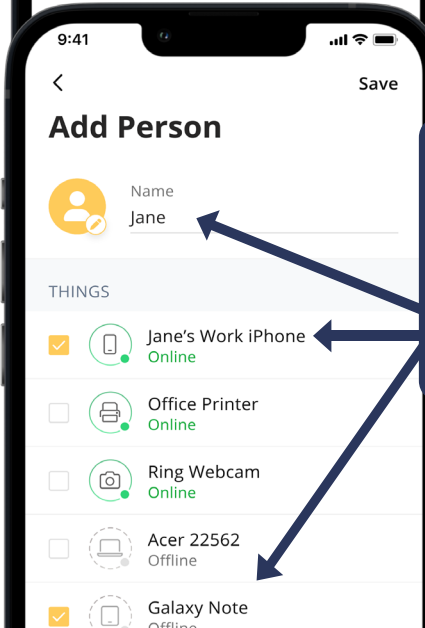 9:41
Save
Add Person
Name
Jane
THINGS
Jane's Work iPhone
Online
Office Printer
Online
Ring Webcam
Online
Acer 22562
Offline
Galaxy Note
Offline